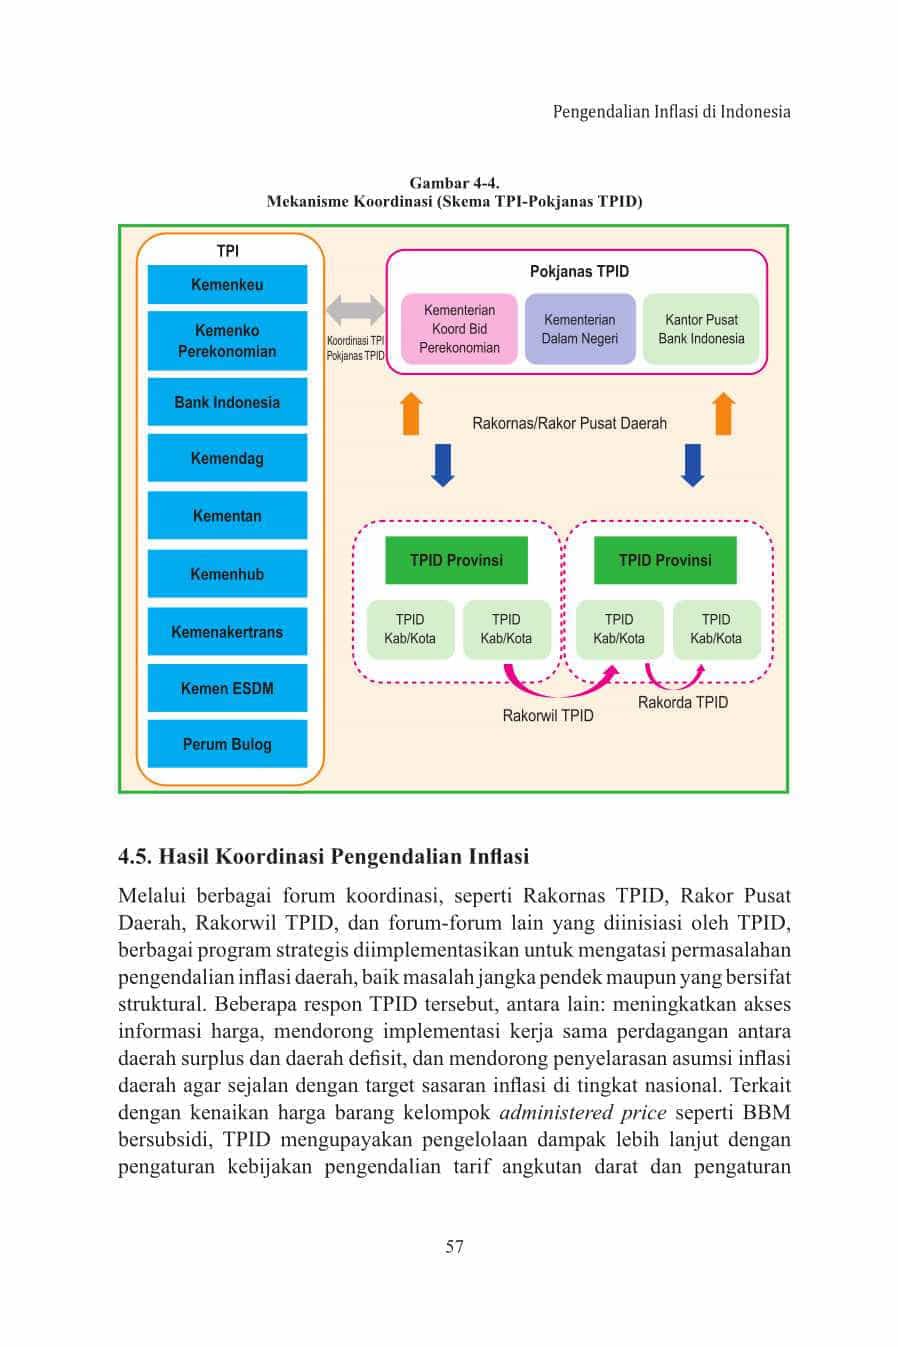 Pengendalian Inflasi di Indonesia
Gambar 4-4.
Mekanisme Koordinasi (Skema TPI-Pokjanas TPID)
TPI
Kemenkeu
Kemenko
Perekonomian
Bank Indonesia
Kemendag
Kementan
Kemenhub
Kemenakertrans
Kemen ESDM
Perum Bulog
Koordinasi TPI
Pokjanas TPID
Pokjanas TPID
Kementerian
Koord Bid
Perekonomian
Kementerian
Dalam Negeri
Kantor Pusat
Bank Indonesia
Rakornas/Rakor Pusat Daerah
TPID Provinsi
TPID
Kab/Kota
TPID
Kab/Kota
TPID Provinsi
TPID
Kab/Kota
TPID
Kab/Kota
Rakorwil TPID
Rakorda TPID
4.5. Hasil Koordinasi Pengendalian Inflasi
Melalui berbagai forum koordinasi, seperti Rakornas TPID, Rakor Pusat
Daerah, Rakorwil TPID, dan forum-forum lain yang diinisiasi oleh TPID,
berbagai program strategis diimplementasikan untuk mengatasi permasalahan
pengendalian inflasi daerah, baik masalah jangka pendek maupun yang bersifat
struktural. Beberapa respon TPID tersebut, antara lain: meningkatkan akses
informasi harga, mendorong implementasi kerja sama perdagangan antara
daerah surplus dan daerah defisit, dan mendorong penyelarasan asumsi inflasi
daerah agar sejalan dengan target sasaran inflasi di tingkat nasional. Terkait
dengan kenaikan harga barang kelompok administered price seperti BBM
bersubsidi, TPID mengupayakan pengelolaan dampak lebih lanjut dengan
pengaturan kebijakan pengendalian tarif angkutan darat dan pengaturan
57